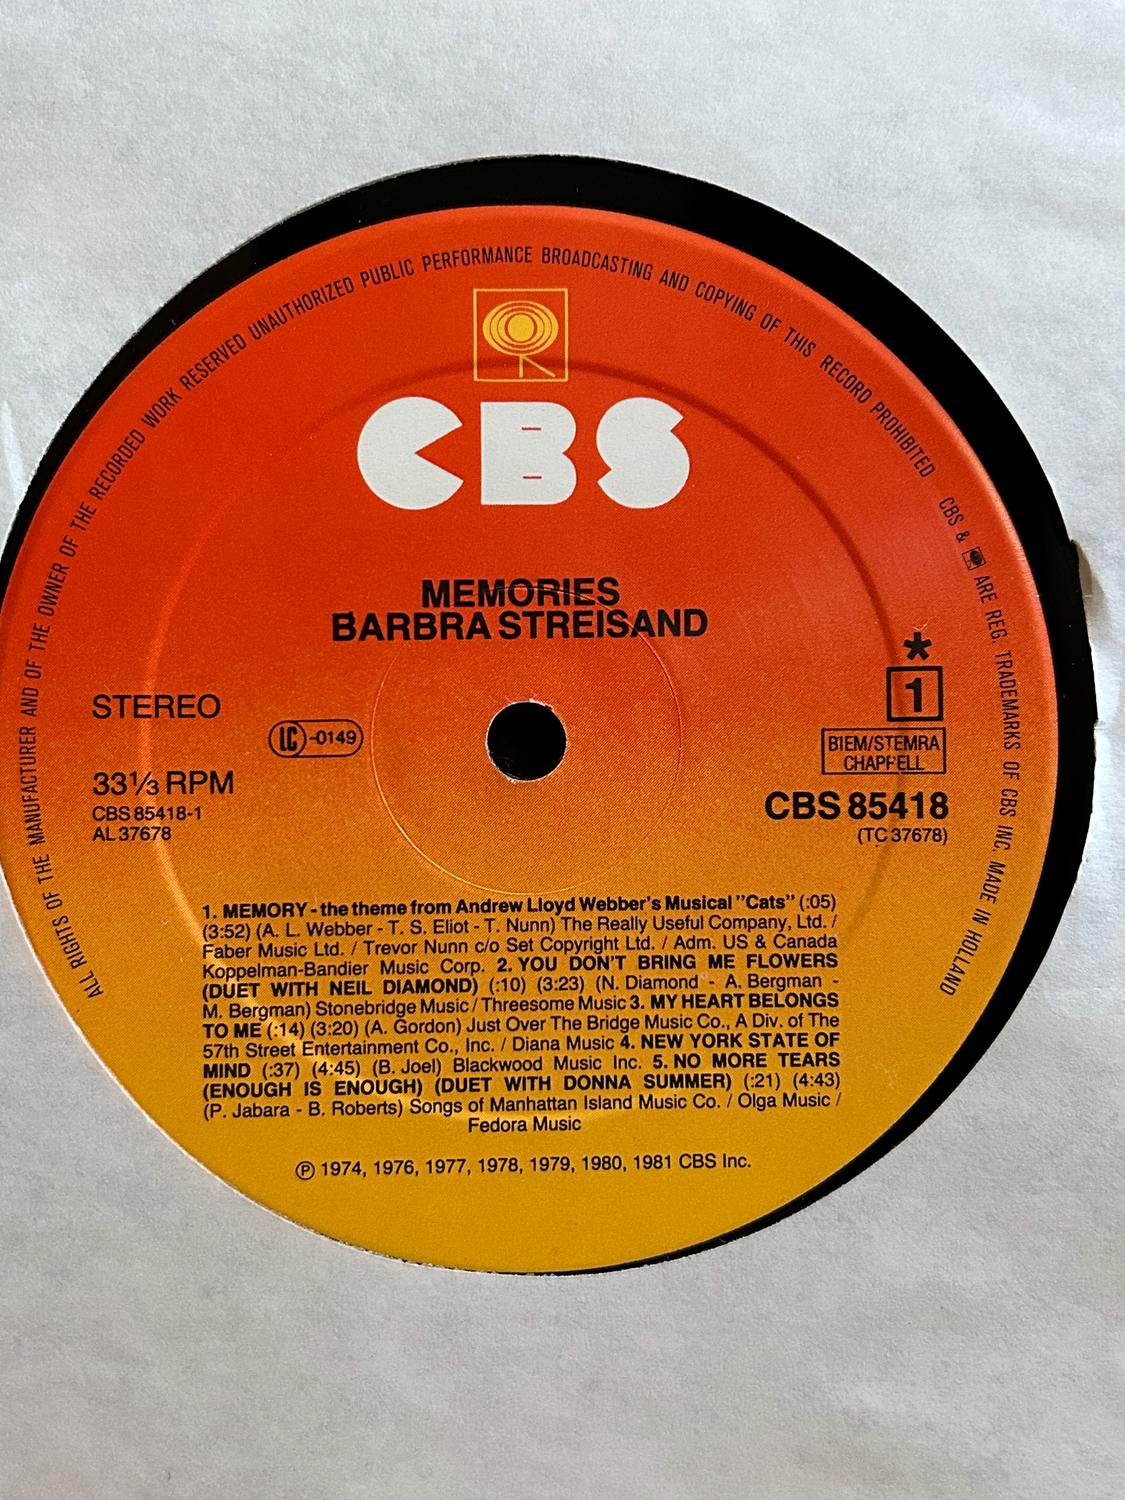 ALL RIGHTS OF THE MANUFACTURER AND OF THE OWNER OF THE RECORDED WORK RESERVED UNAUTHORIZED PUBLIC PERFORMANCE BROADCASTING AND COPYING OF THIS RECORD PROHIBITED CBS & ARE REG. TRADEMARKS OF CBS INC. MADE IN HOLLAND
CBS
MEMORIES
BARBRA STREISAND
STEREO
LC-0149
33⅓ RPM
CBS 85418-1
AL 37678
*
1
BIEM/STEMRA
CHAPPELL
CBS 85418
(TC 37678)
1. MEMORY - the theme from Andrew Lloyd Webber's Musical "Cats" (:05)
(3:52) (A. L. Webber - T. S. Eliot - T. Nunn) The Really Useful Company, Ltd. /
Faber Music Ltd. / Trevor Nunn c/o Set Copyright Ltd. / Adm. US & Canada
Koppelman-Bandier Music Corp. 2. YOU DON'T BRING ME FLOWERS
(DUET WITH NEIL DIAMOND) (:10) (3:23) (N. Diamond - A. Bergman -
M. Bergman) Stonebridge Music / Threesome Music 3. MY HEART BELONGS
TO ME (:14) (3:20) (A. Gordon) Just Over The Bridge Music Co., A Div. of The
57th Street Entertainment Co., Inc. / Diana Music 4. NEW YORK STATE OF
MIND (:37) (4:45) (B. Joel) Blackwood Music Inc. 5. NO MORE TEARS
(ENOUGH IS ENOUGH) (DUET WITH DONNA SUMMER) (:21) (4:43)
(P. Jabara - B. Roberts) Songs of Manhattan Island Music Co. / Olga Music /
Fedora Music
Ⓟ 1974, 1976, 1977, 1978, 1979, 1980, 1981 CBS Inc.